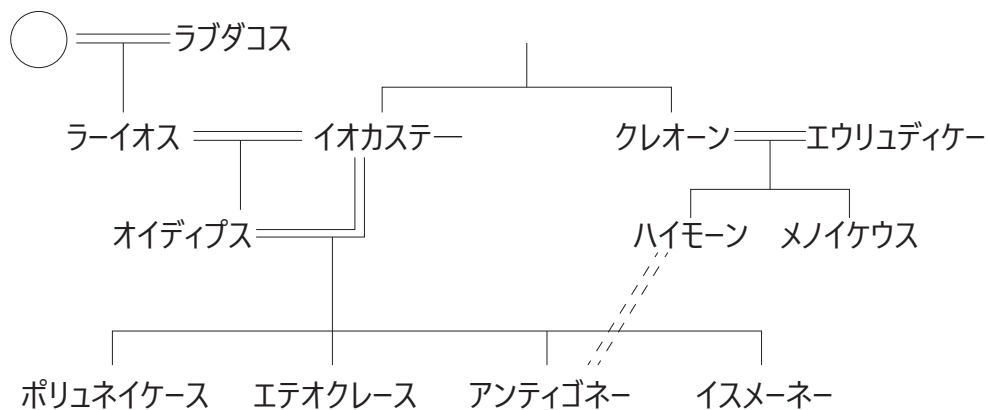 ラブダコス
ラーイオス イオカステー クレオーン エウリュディケー
オイディプス ハイモーン メノイケウス
ポリュネイケース エテオクレース アンティゴネー イスメーネー